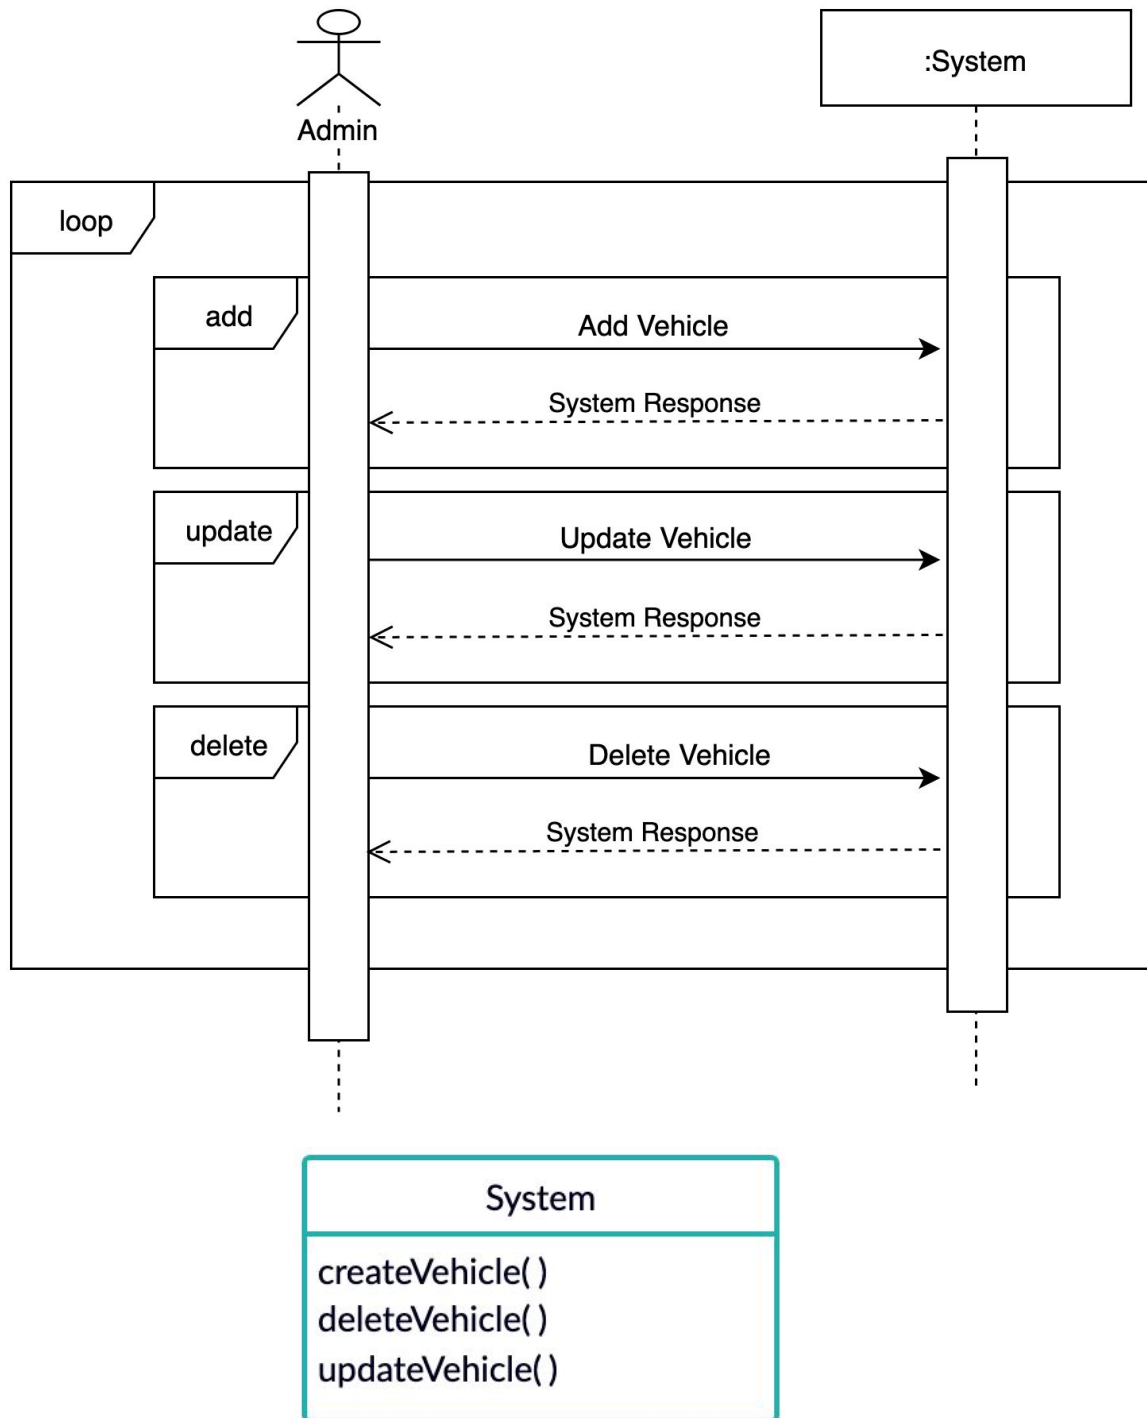 :System
Admin
loop
add
Add Vehicle
System Response
update
Update Vehicle
System Response
delete
Delete Vehicle
System Response
System
createVehicle( )
deleteVehicle( )
updateVehicle( )